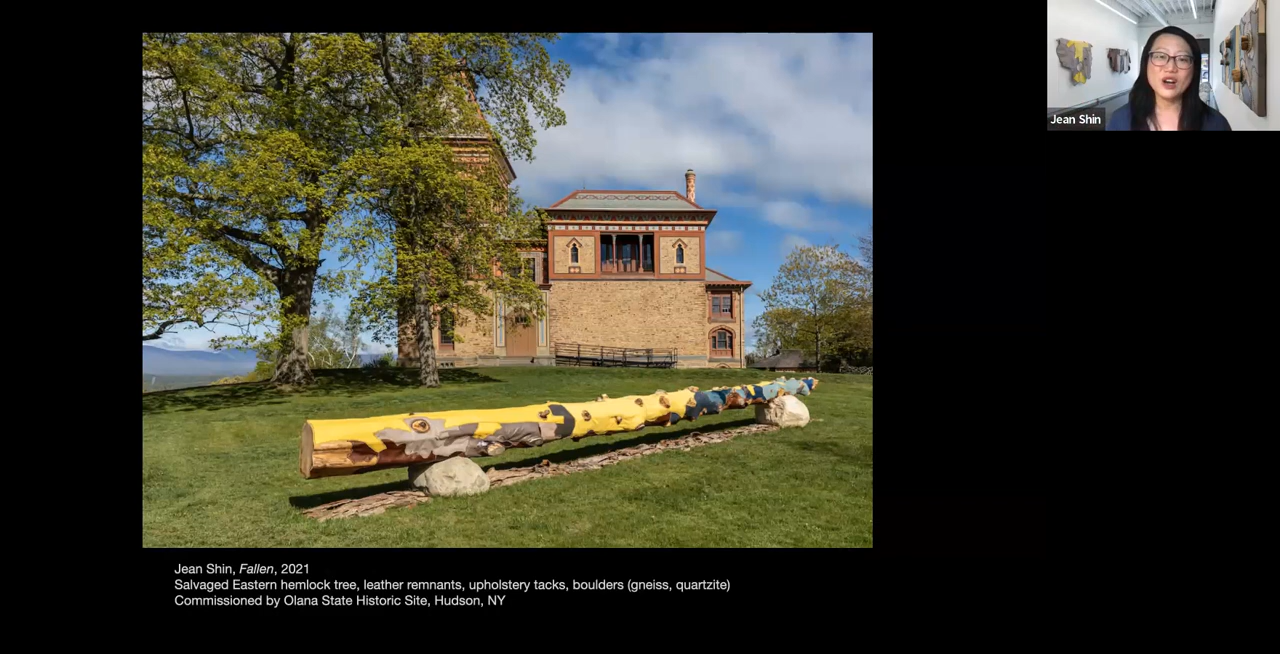 Jean Shin
Jean Shin, Fallen, 2021
Salvaged Eastern hemlock tree, leather remnants, upholstery tacks, boulders (gneiss, quartzite)
Commissioned by Olana State Historic Site, Hudson, NY